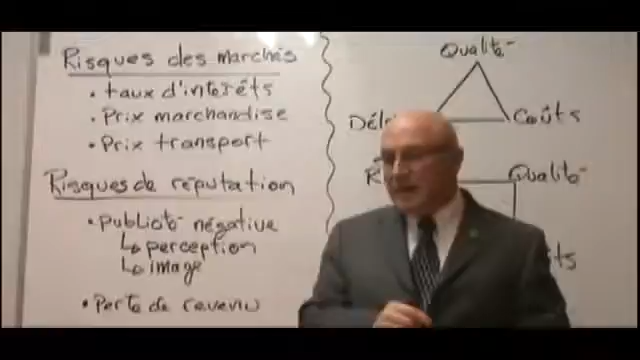 Risques des marchés
• taux d'intérêts
• Prix marchandise
• Prix transport
Risques de réputation
• Publicité négative
↳ perception
↳ image
• Perte de revenu
Qualité
Coûts
Qualité